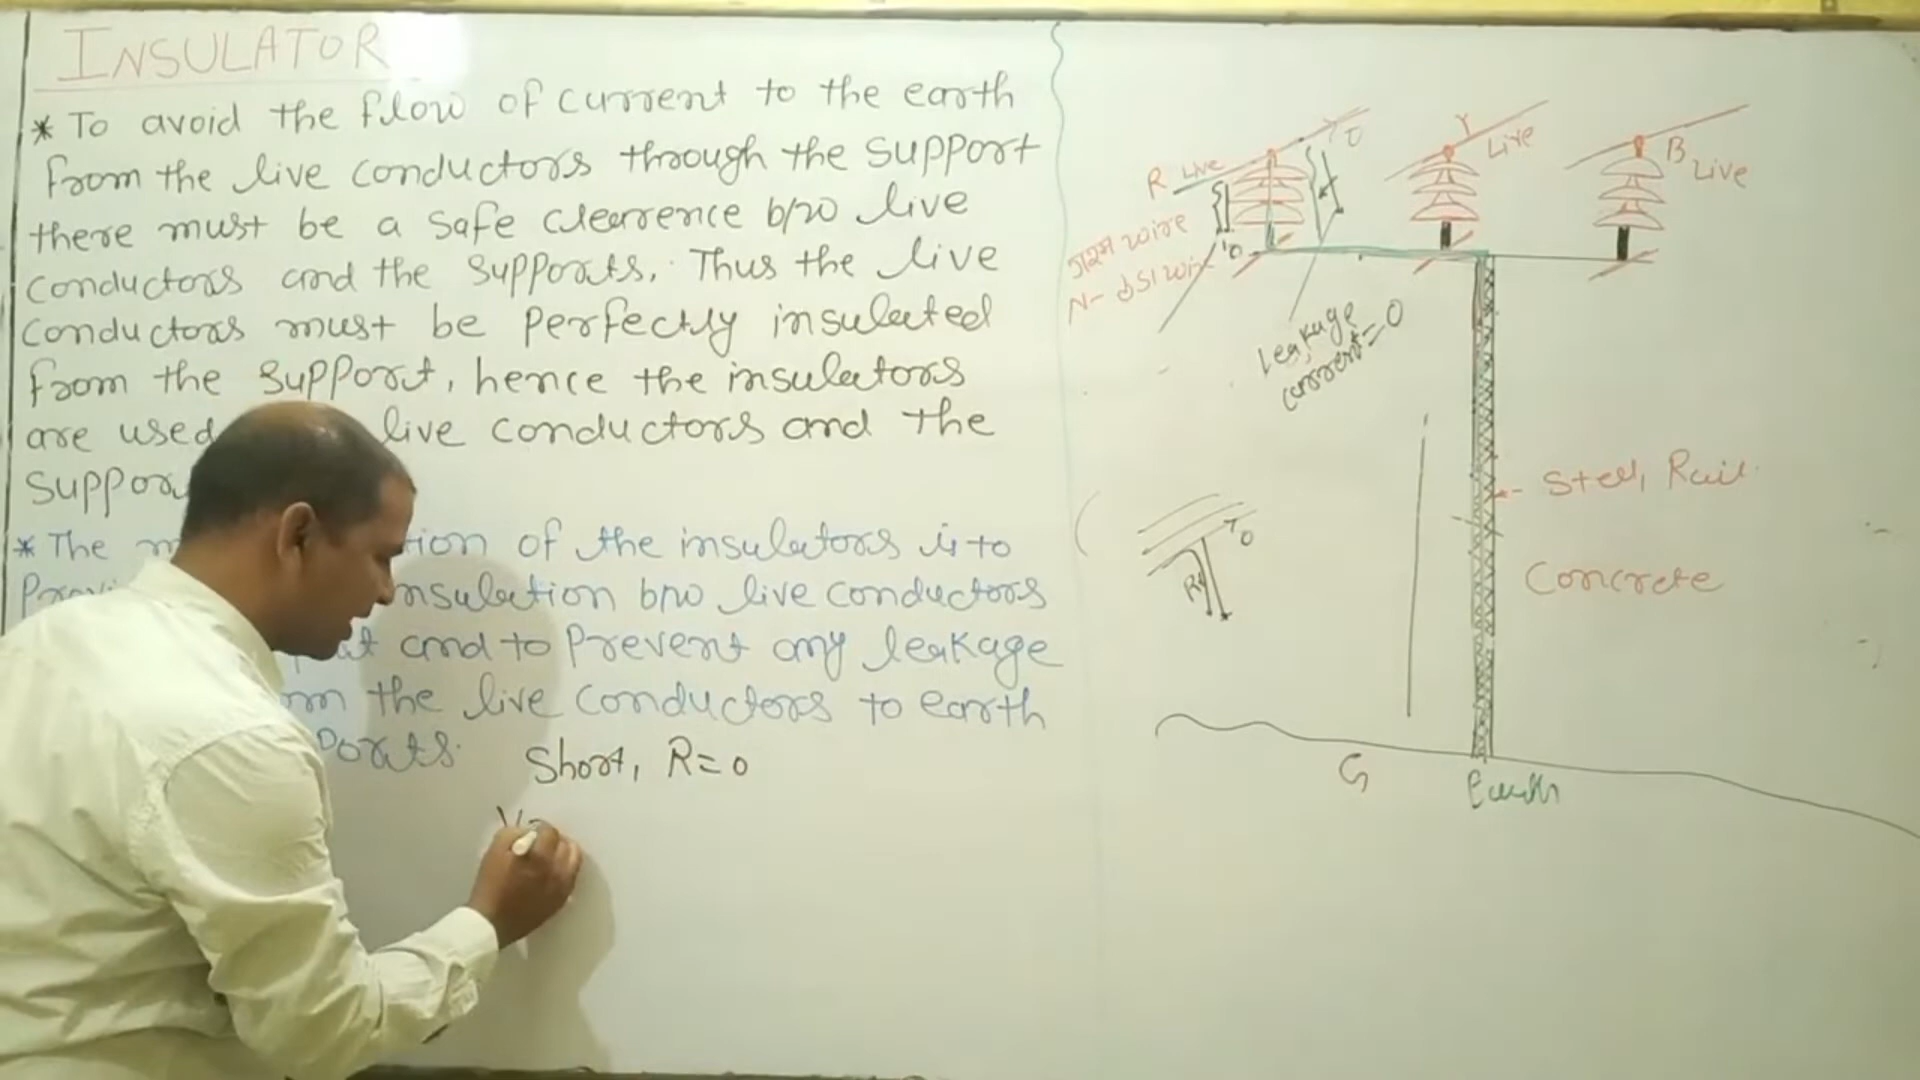 INSULATOR
* To avoid the flow of current to the earth
from the live conductors through the support
there must be a safe clearence b/w live
conductors and the supports. Thus the live
conductors must be perfectly insulated
from the support, hence the insulators
are used live conductors and the
* The of the insulators is to
b/w live conductors
and to prevent any leakage
the live conductors to earth
Short, R=0
R Live
Y
Live
B
Live
गरम wire
N- ठंडा
Leakage
current=0
Steel, Rail
Concrete
G
Earth